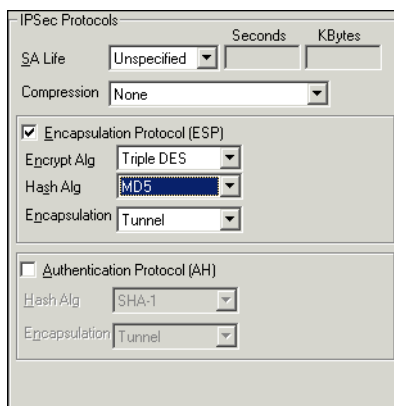 IPSec Protocols
Seconds KBytes
SA Life Unspecified
Compression None
Encapsulation Protocol (ESP)
Encrypt Alg Triple DES
Hash Alg MD5
Encapsulation Tunnel
Authentication Protocol (AH)
Hash Alg SHA-1
Encapsulation Tunnel